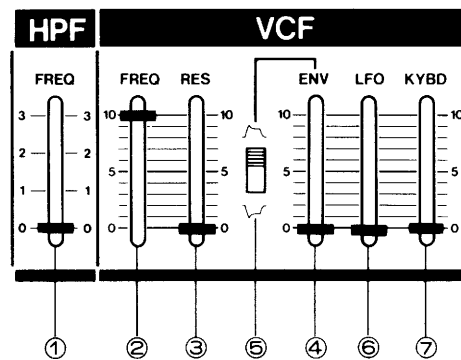 HPF VCF
FREQ FREQ RES ENV LFO KYBD
3 3 10 10 10 10
2 2
1 1 5 5 5 5
0 0 0 0 0
① ② ③ ⑤ ④ ⑥ ⑦